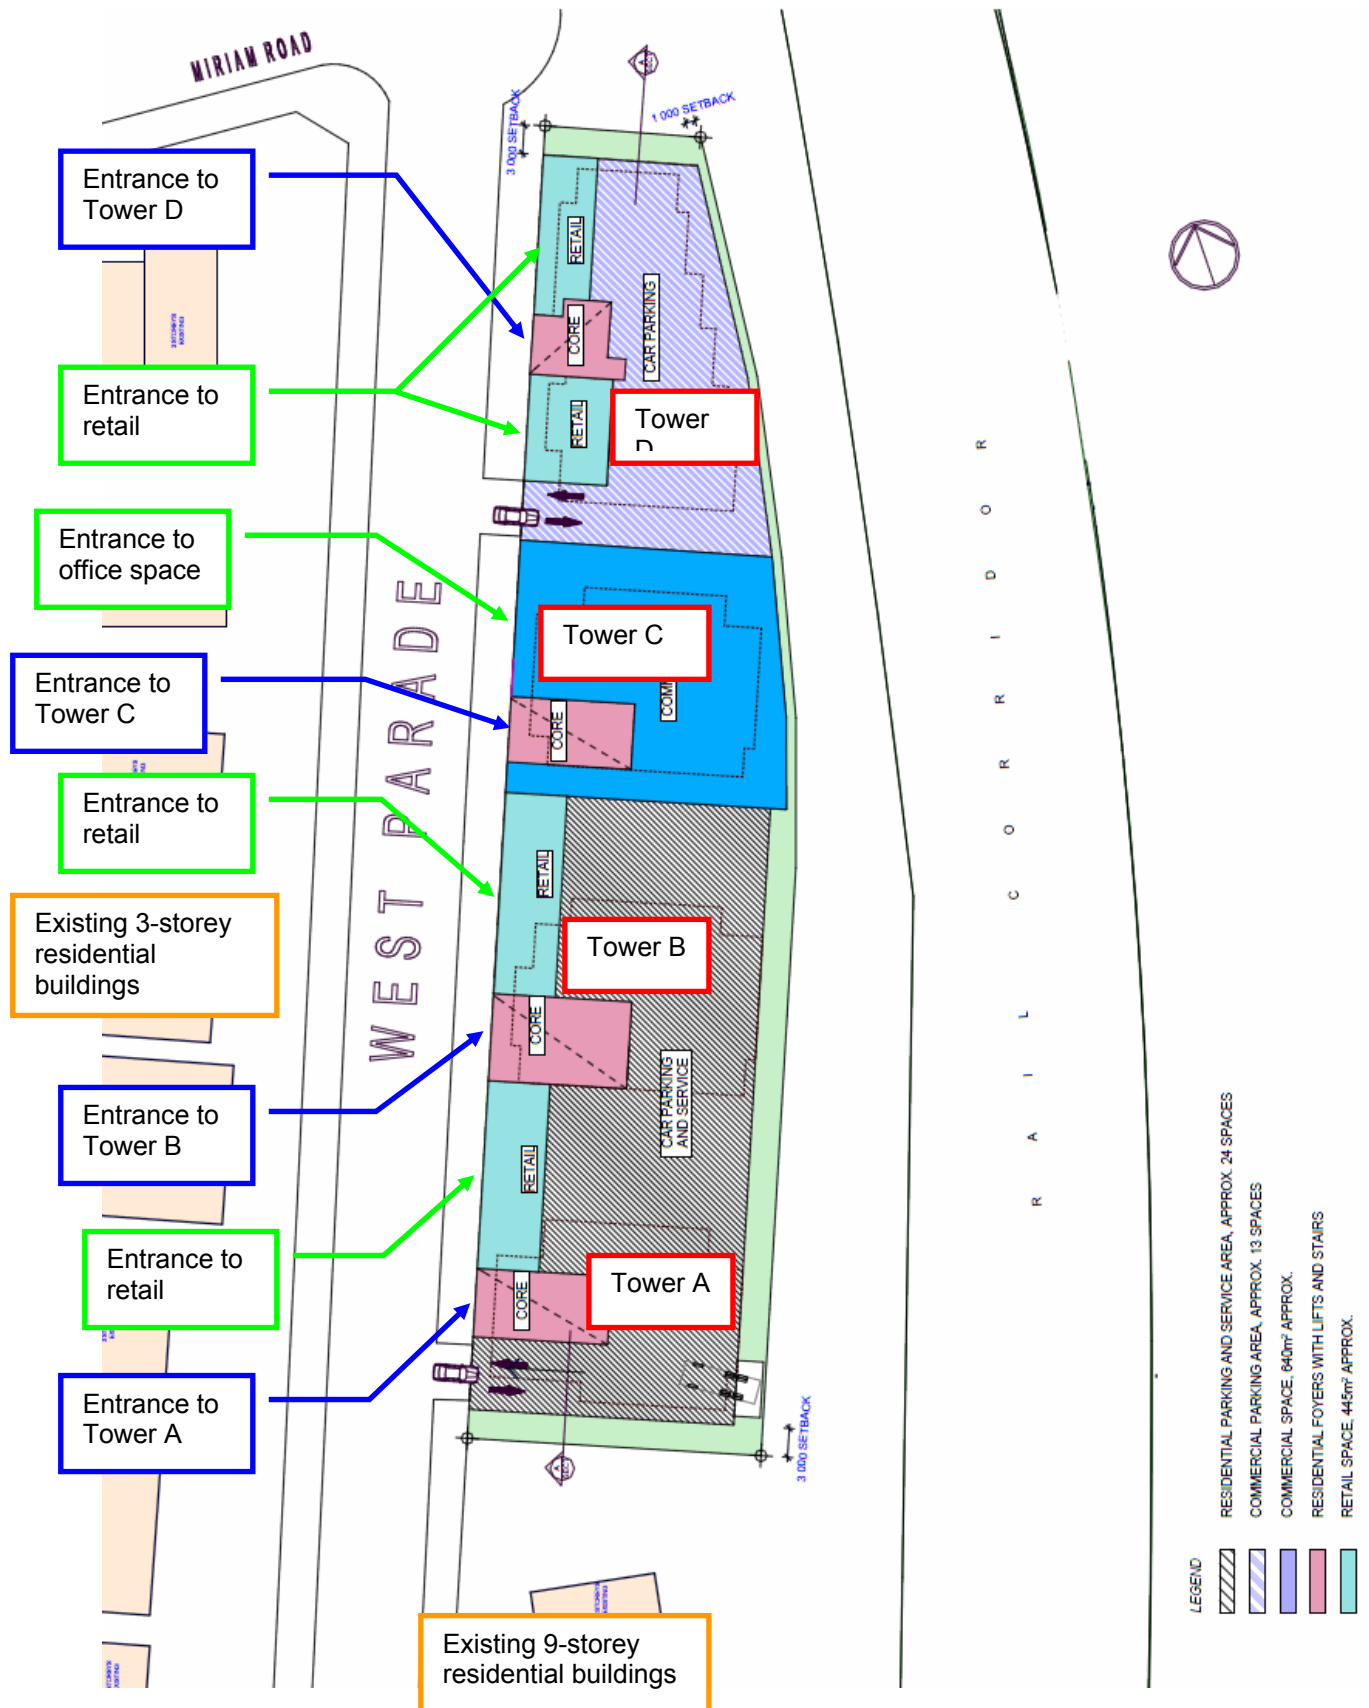 MIRIAM ROAD
3 000 SETBACK
1 000 SETBACK
A
Entrance to
Tower D
RETAIL
CORE
CAR PARKING
Entrance to
retail
RETAIL
Tower
D
Entrance to
office space
Tower C
Entrance to
Tower C
CORE
WEST PARADE
Entrance to
retail
RETAIL
Existing 3-storey
residential
buildings
Tower B
CORE
CAR PARKING
AND SERVICE
Entrance to
Tower B
RETAIL
Entrance to
retail
Tower A
CORE
Entrance to
Tower A
A
3 000 SETBACK
Existing 9-storey
residential buildings
RAIL CORRIDOR
LEGEND
RESIDENTIAL PARKING AND SERVICE AREA, APPROX. 24 SPACES
COMMERCIAL PARKING AREA, APPROX. 13 SPACES
COMMERCIAL SPACE, 640m² APPROX.
RESIDENTIAL FOYERS WITH LIFTS AND STAIRS
RETAIL SPACE, 445m² APPROX.